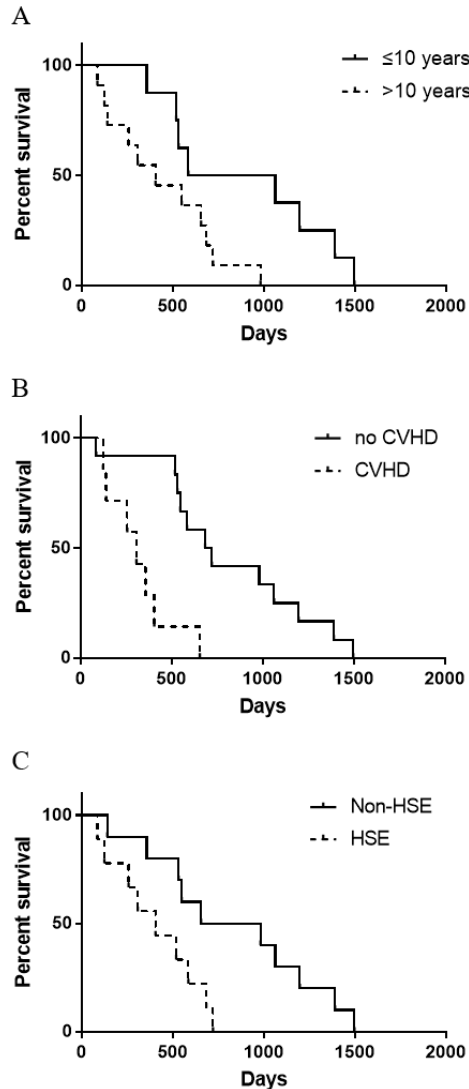 A
≤10 years
>10 years
Percent survival
100
50
0
0 500 1000 1500 2000
Days
B
no CVHD
CVHD
Percent survival
100
50
0
0 500 1000 1500 2000
Days
C
Non-HSE
HSE
Percent survival
100
50
0
0 500 1000 1500 2000
Days